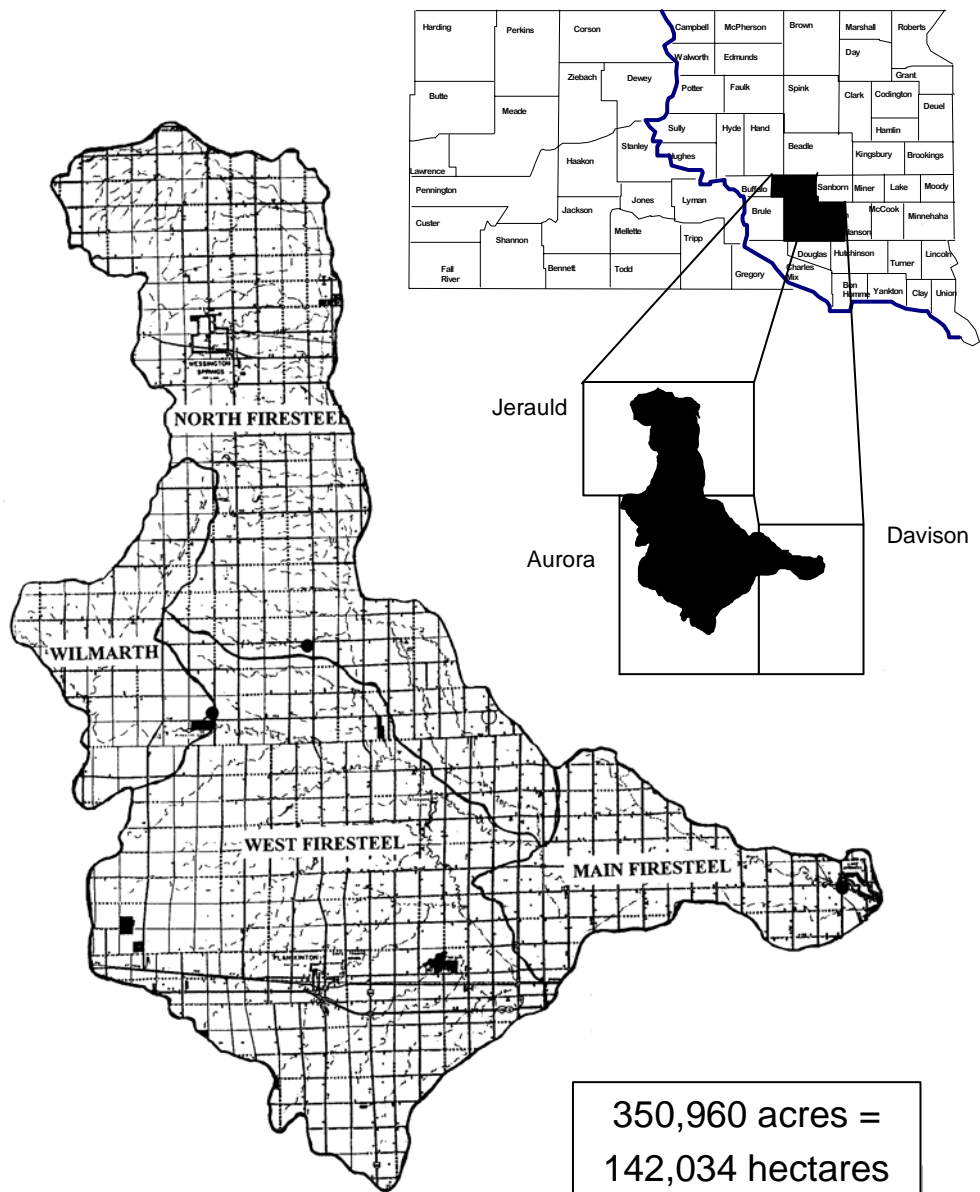 Harding
Perkins
Corson
Campbell
McPherson
Brown
Marshall
Roberts
Walworth
Edmunds
Day
Ziebach
Dewey
Grant
Butte
Meade
Potter
Faulk
Spink
Clark
Codington
Deuel
Hamlin
Sully
Hyde
Hand
Stanley
Hughes
Beadle
Kingsbury
Brookings
Haakon
Lawrence
Pennington
Jones
Lyman
Buffalo
Sanborn
Miner
Lake
Moody
Custer
Jackson
Brule
McCook
Minnehaha
Shannon
Mellette
Tripp
Hanson
Fall
River
Bennett
Todd
Gregory
Charles
Mix
Douglas
Hutchinson
Turner
Lincoln
Bon
Homme
Yankton
Clay
Union
WESSINGTON
SPRINGS
NORTH FIRESTEEL
Jerauld
Aurora
Davison
WILMARTH
WEST FIRESTEEL
MAIN FIRESTEEL
PLANKINTON
350,960 acres =
142,034 hectares